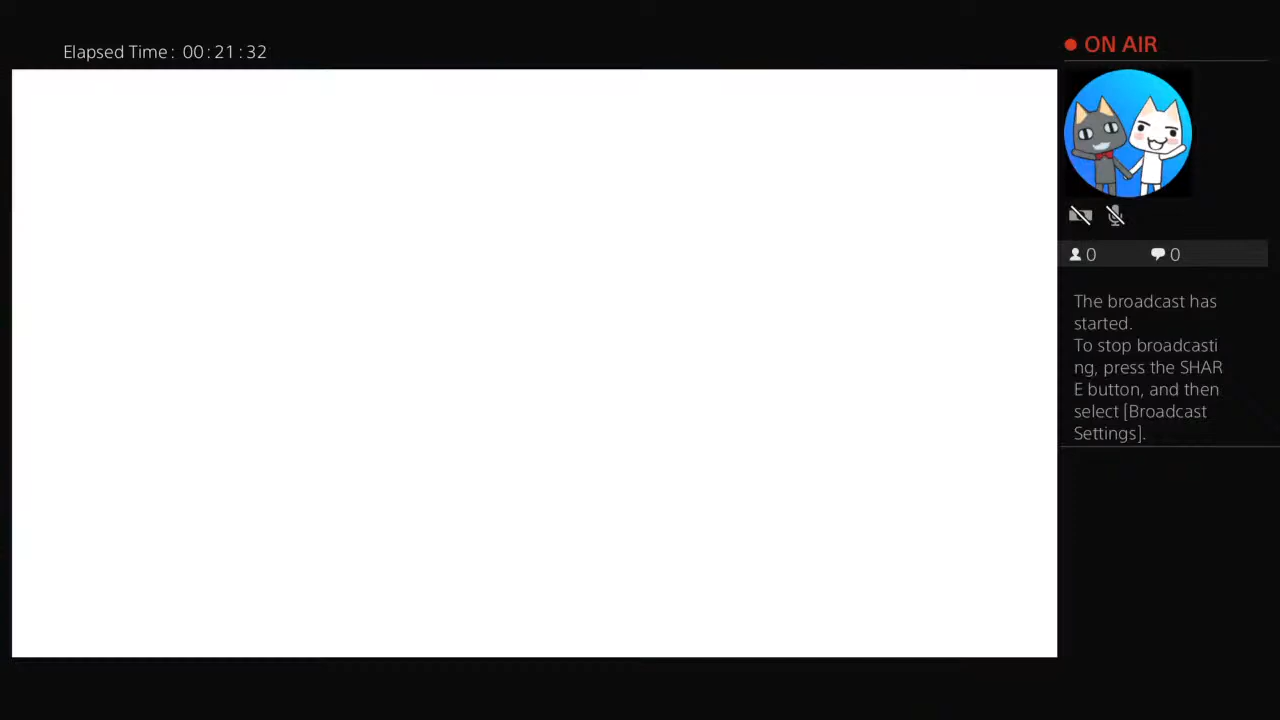 Elapsed Time: 00:21:32
ON AIR
0 0
The broadcast has
started.
To stop broadcasti
ng, press the SHAR
E button, and then
select [Broadcast
Settings].